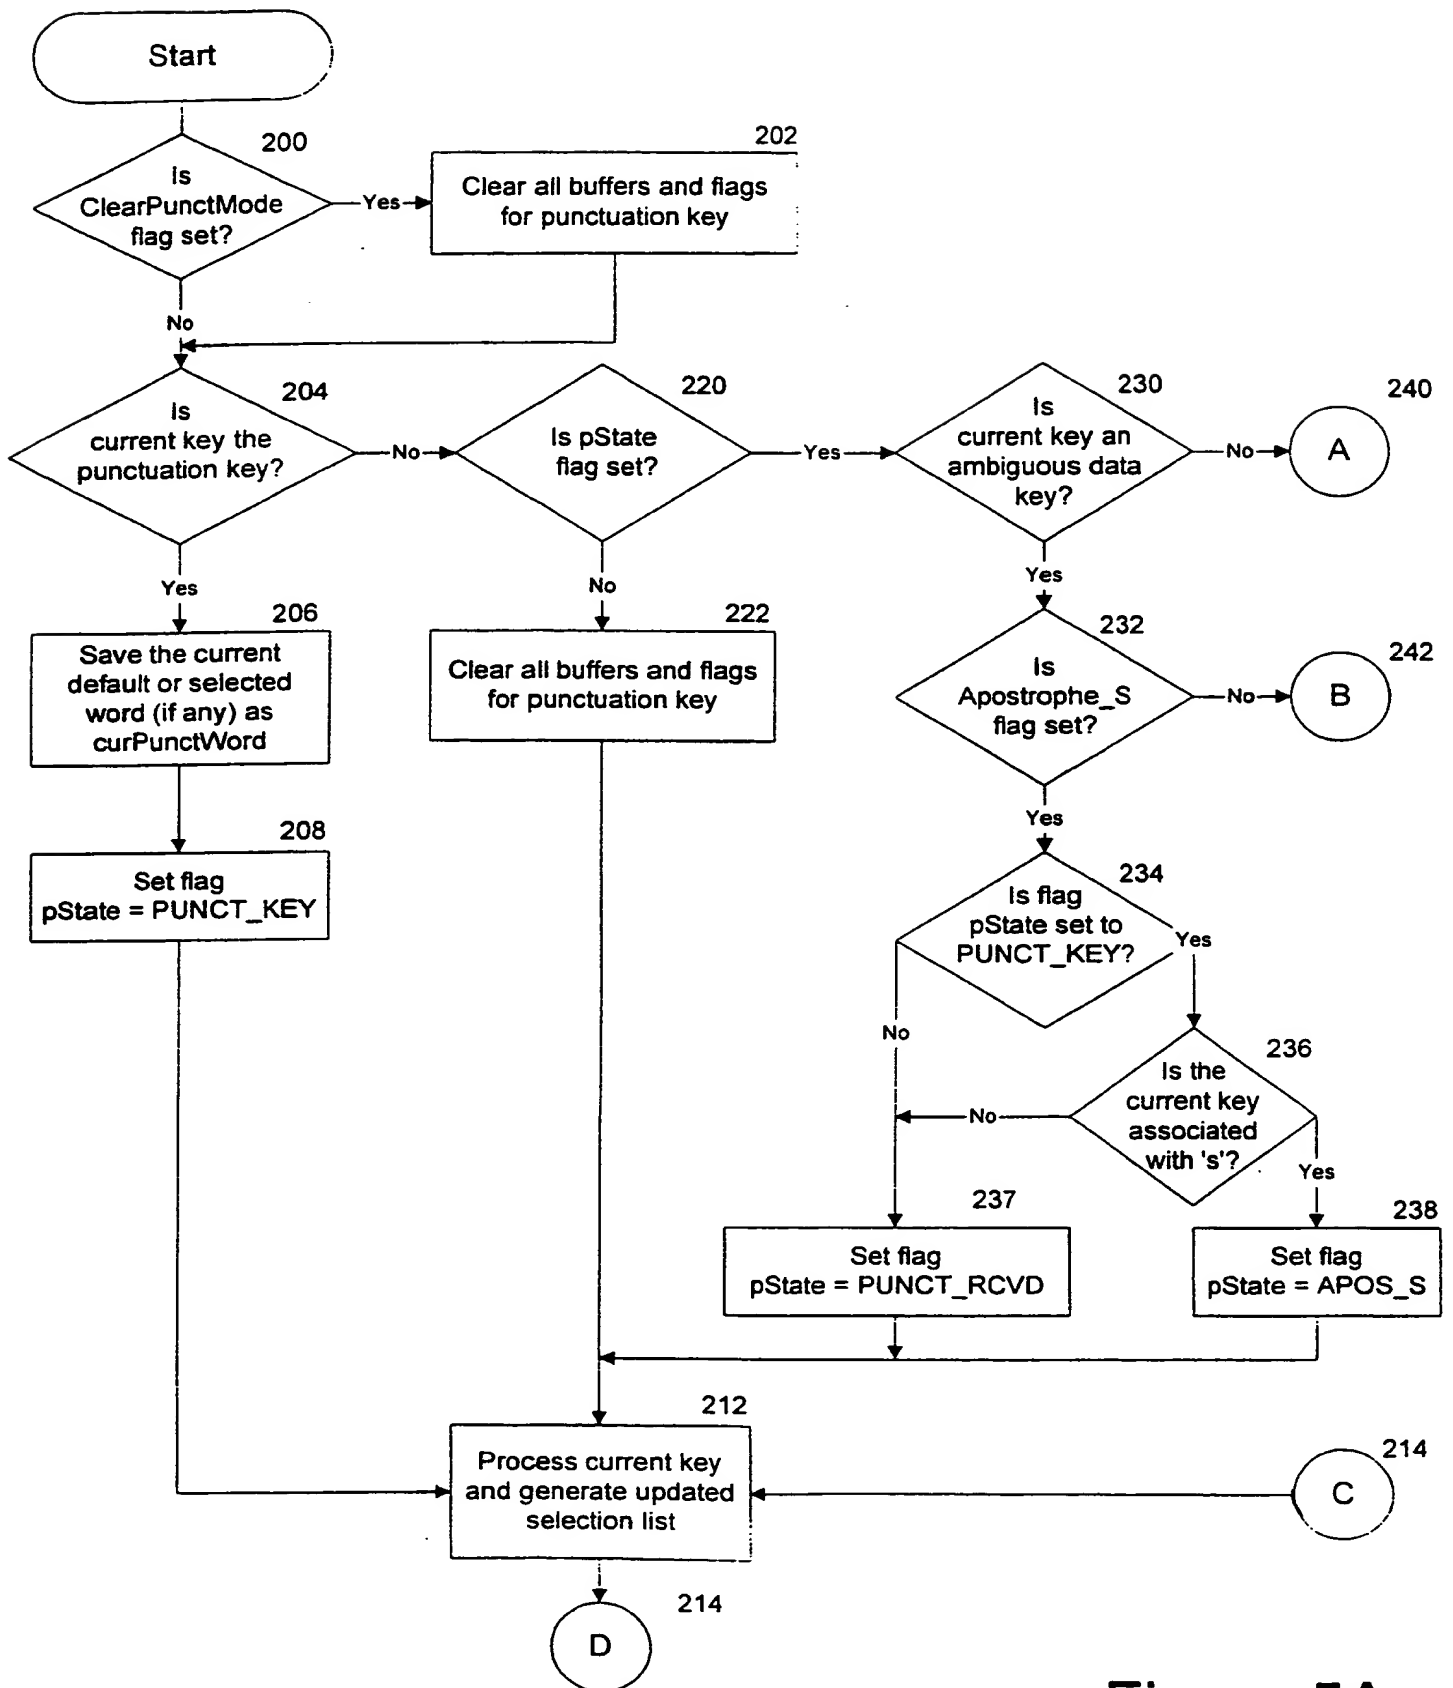 Start
200
Is
ClearPunctMode
flag set?
Yes
202
Clear all buffers and flags
for punctuation key
No
204
Is
current key the
punctuation key?
No
220
Is pState
flag set?
Yes
230
Is
current key an
ambiguous data
key?
No
240
A
Yes
206
Save the current
default or selected
word (if any) as
curPunctWord
No
222
Clear all buffers and flags
for punctuation key
Yes
232
Is
Apostrophe_S
flag set?
No
242
B
208
Set flag
pState = PUNCT_KEY
Yes
234
Is flag
pState set to
PUNCT_KEY?
Yes
No
236
Is the
current key
associated
with 's'?
No
Yes
237
Set flag
pState = PUNCT_RCVD
238
Set flag
pState = APOS_S
212
Process current key
and generate updated
selection list
214
C
214
D